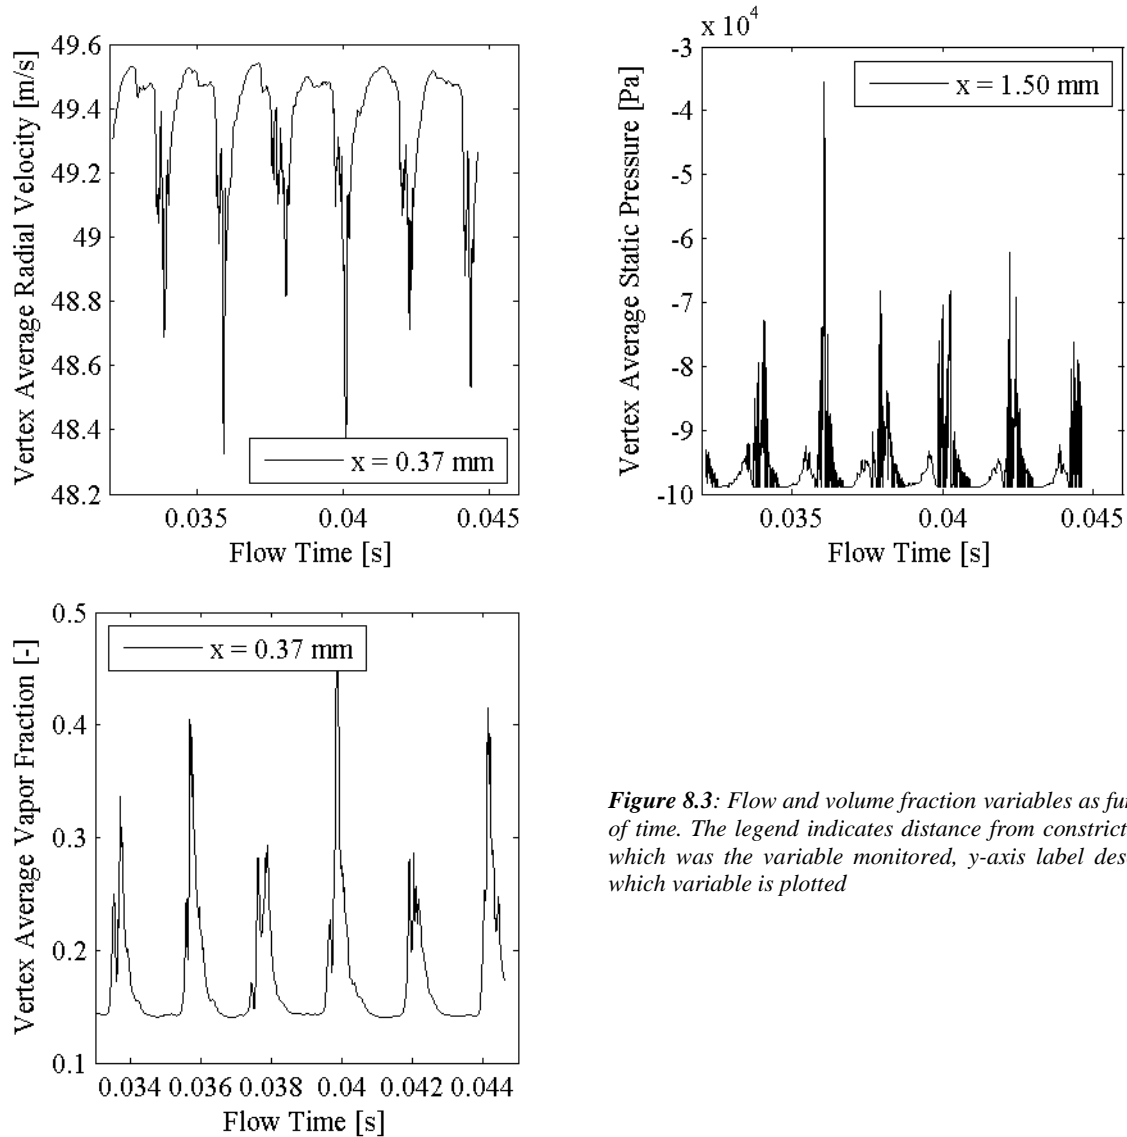 49.6
49.4
49.2
49
48.8
48.6
48.4
48.2
0.035 0.04 0.045
Flow Time [s]
Vertex Average Radial Velocity [m/s]
x = 0.37 mm
x 10^4
-3
-4
-5
-6
-7
-8
-9
-10
0.035 0.04 0.045
Flow Time [s]
Vertex Average Static Pressure [Pa]
x = 1.50 mm
0.5
0.4
0.3
0.2
0.1
0.034 0.036 0.038 0.04 0.042 0.044
Flow Time [s]
Vertex Average Vapor Fraction [-]
x = 0.37 mm
Figure 8.3: Flow and volume fraction variables as fu
of time. The legend indicates distance from constrict
which was the variable monitored, y-axis label des
which variable is plotted